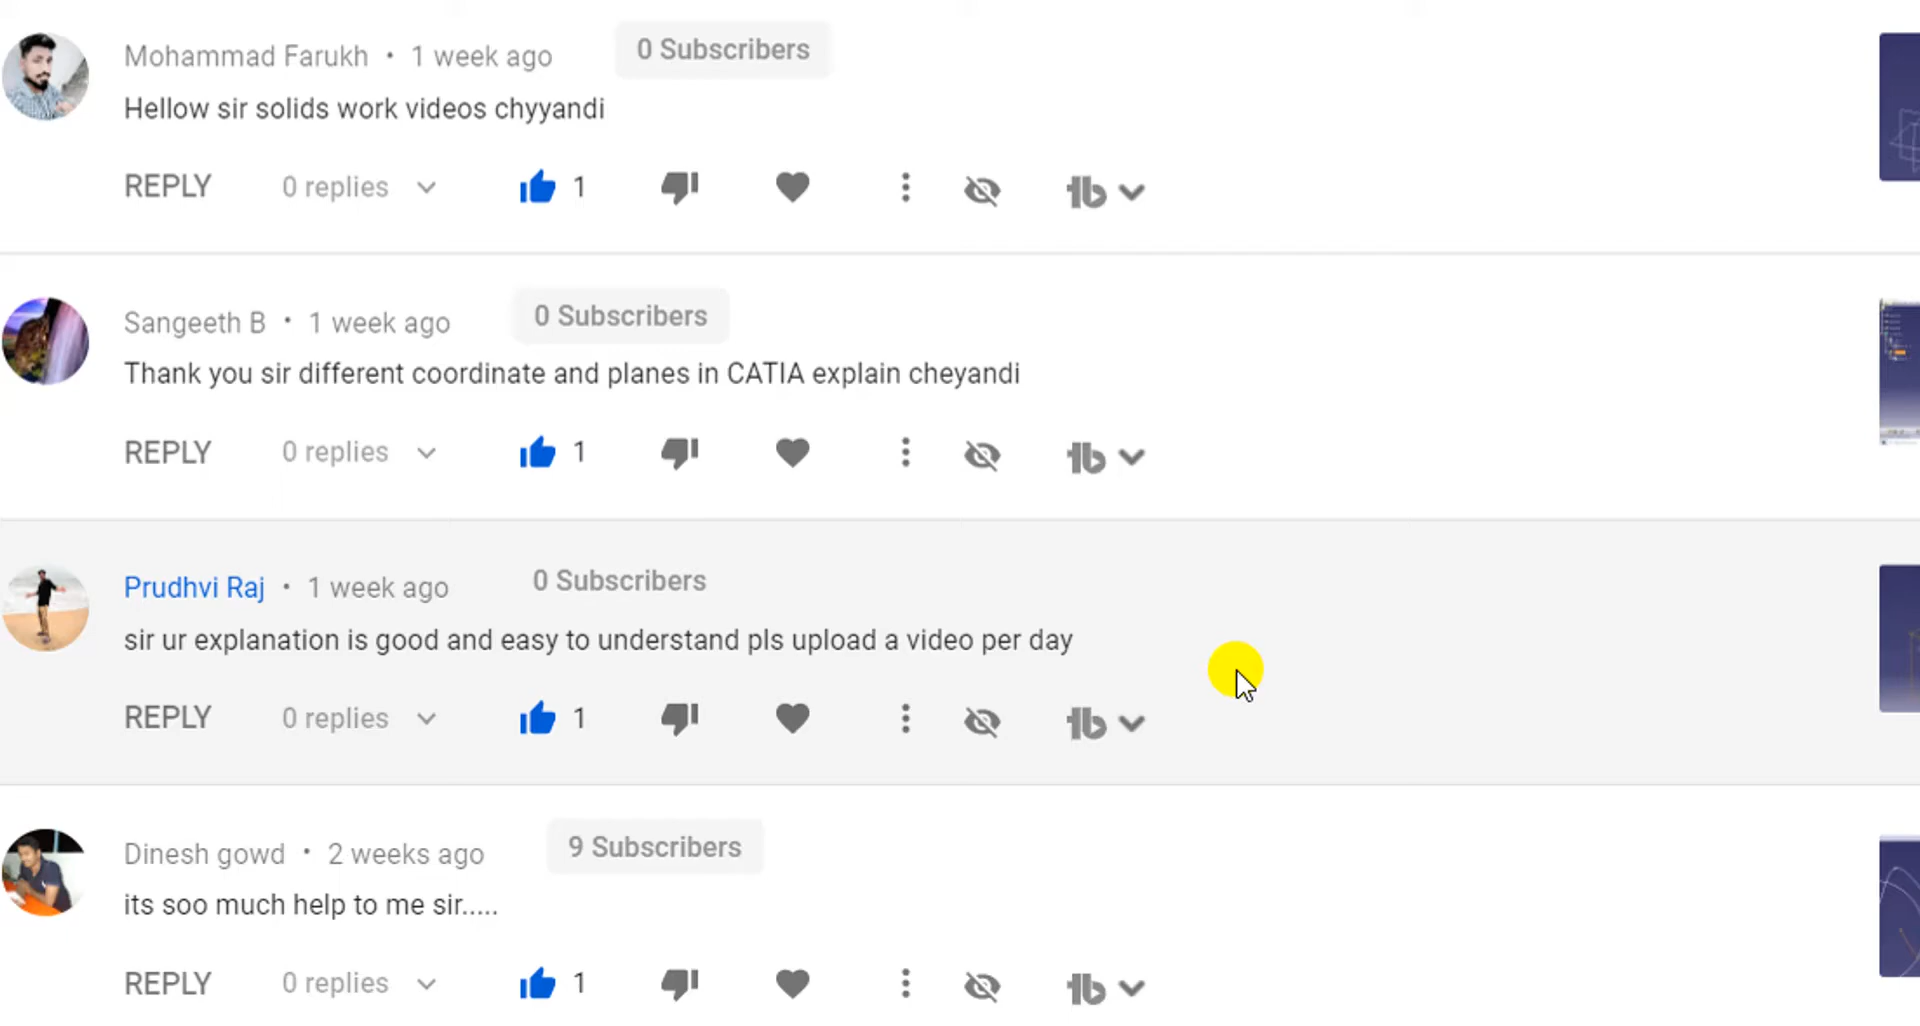 Mohammad Farukh • 1 week ago 0 Subscribers
Hellow sir solids work videos chyyandi
REPLY 0 replies 1
Sangeeth B • 1 week ago 0 Subscribers
Thank you sir different coordinate and planes in CATIA explain cheyandi
REPLY 0 replies 1
Prudhvi Raj • 1 week ago 0 Subscribers
sir ur explanation is good and easy to understand pls upload a video per day
REPLY 0 replies 1
Dinesh gowd • 2 weeks ago 9 Subscribers
its soo much help to me sir.....
REPLY 0 replies 1